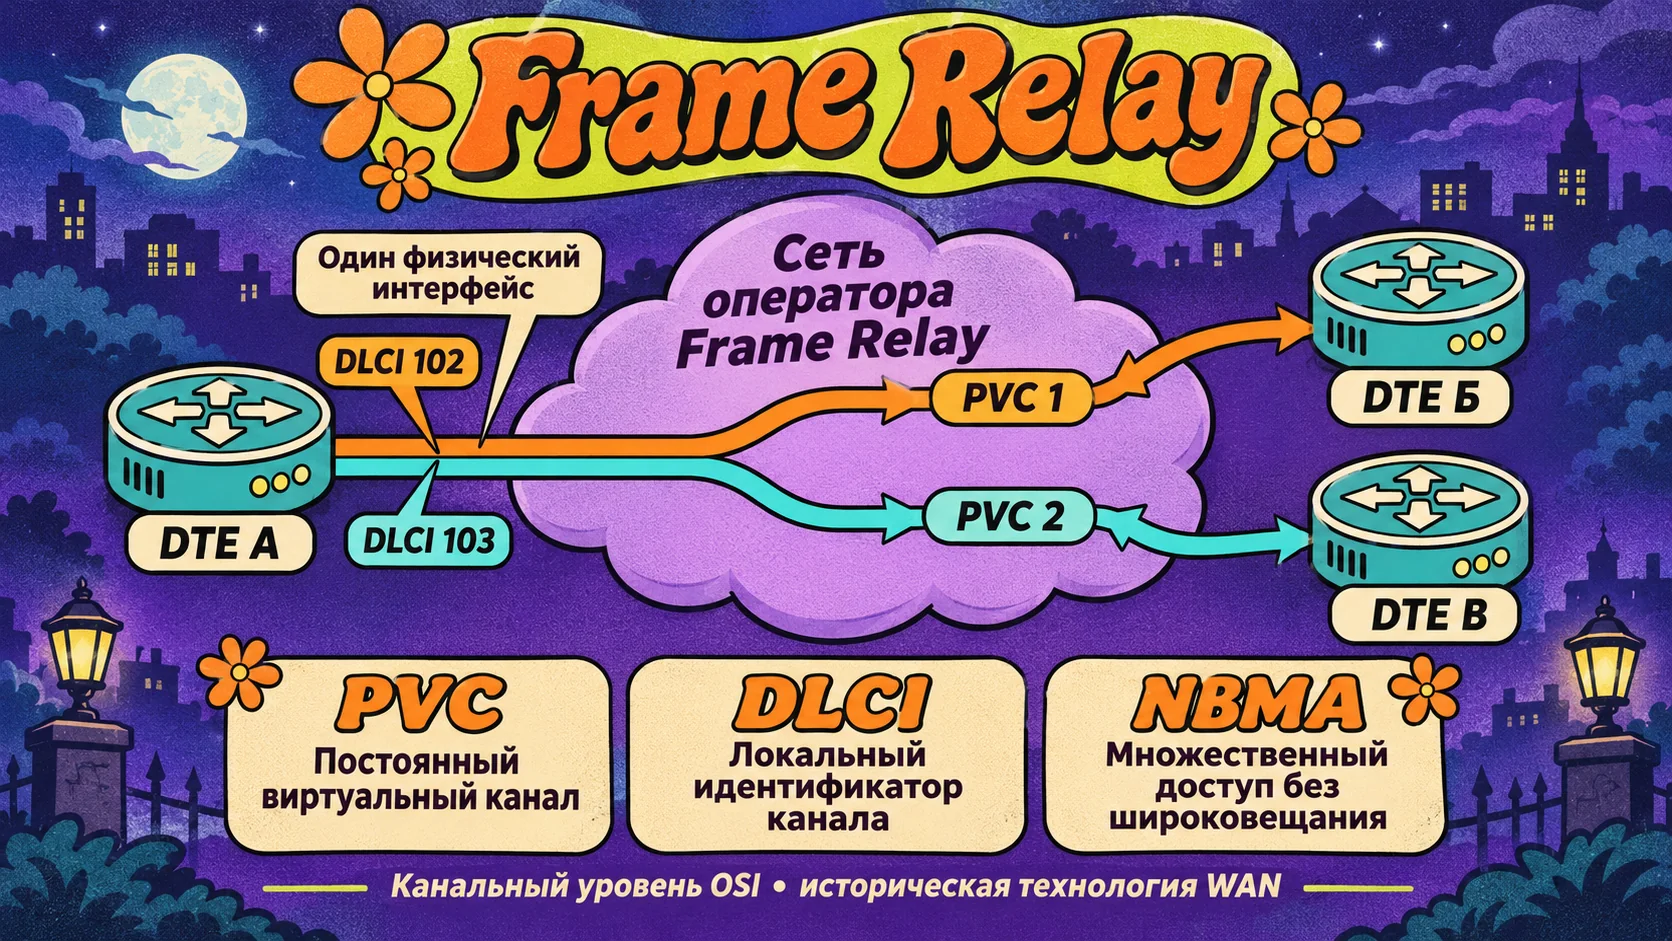 Frame Relay
Один физический
интерфейс
Сеть
оператора
Frame Relay
DLCI 102
PVC 1
DTE Б
DTE А
DLCI 103
PVC 2
DTE В
PVC
Постоянный
виртуальный канал
DLCI
Локальный
идентификатор
канала
NBMA
Множественный
доступ без
широковещания
Канальный уровень OSI • историческая технология WAN